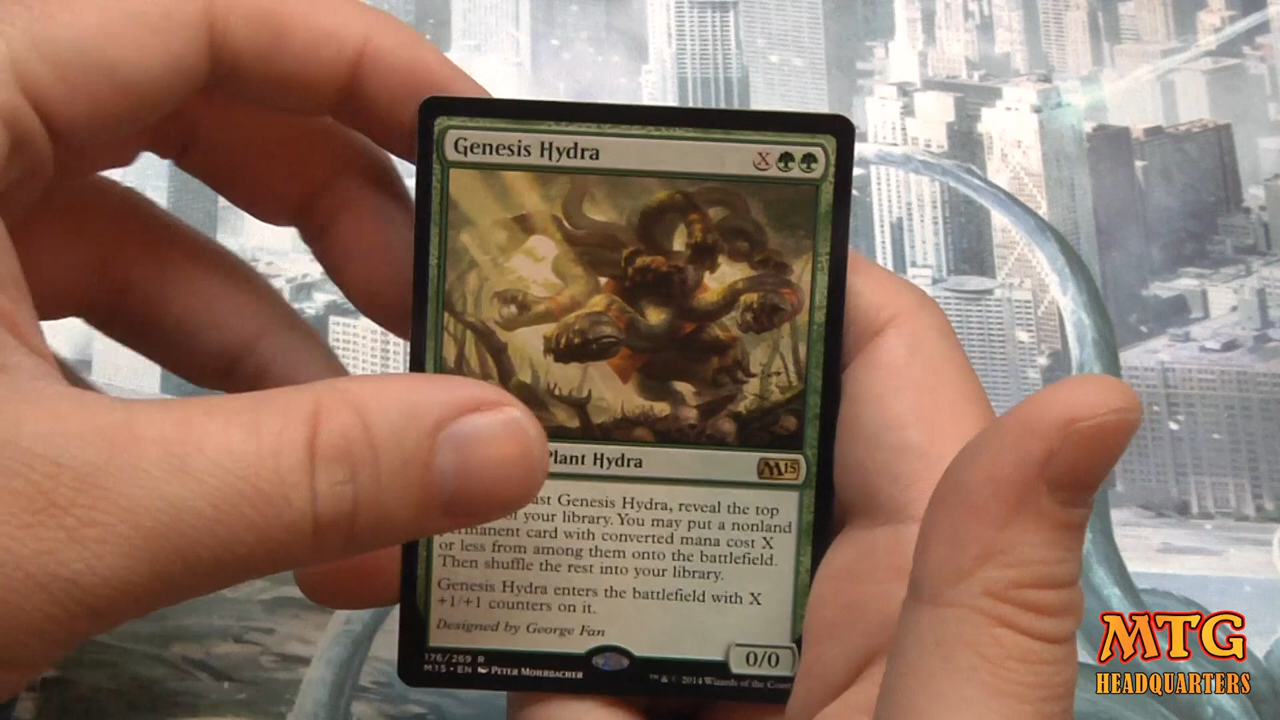 Genesis Hydra
X
Plant Hydra
M15
Genesis Hydra, reveal the top
of your library. You may put a nonland
card with converted mana cost X
or less from among them onto the battlefield.
Then shuffle the rest into your library.
Genesis Hydra enters the battlefield with X
+1/+1 counters on it.
Designed by George Fan
0/0
176/269 R
M15 • EN Peter Mohrbacher
™ & © 2014 Wizards of the Coast
MTG
HEADQUARTERS